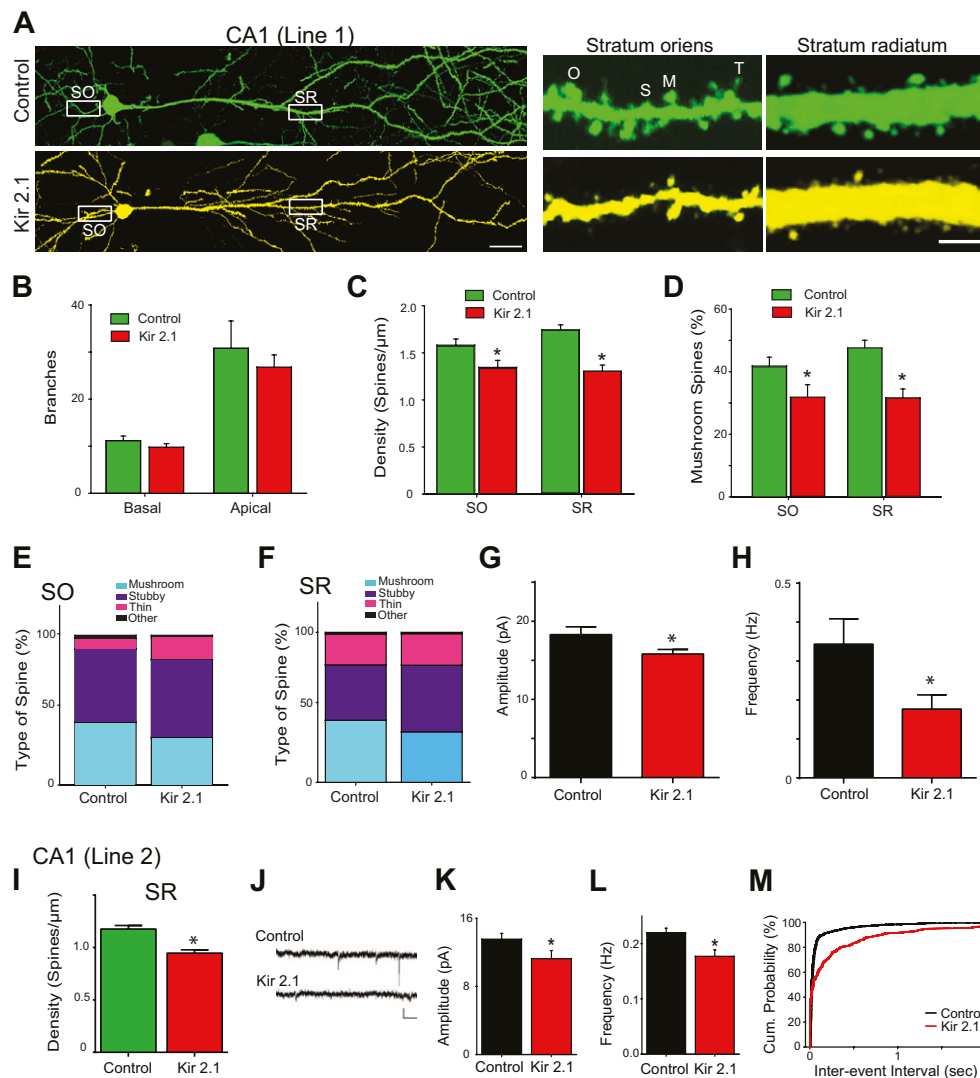 A
CA1 (Line 1)
Stratum oriens
Stratum radiatum
Control
SO
SR
O
S
M
T
Kir 2.1
SO
SR
B
Branches
40
20
0
Control
Kir 2.1
Basal
Apical
C
Density (Spines/μm)
2.0
1.6
1.0
0.5
0
Control
Kir 2.1
*
*
SO
SR
D
Mushroom Spines (%)
60
40
20
0
Control
Kir 2.1
*
*
SO
SR
E
SO
Mushroom
Stubby
Thin
Other
Type of Spine (%)
100
50
0
Control
Kir 2.1
F
SR
Mushroom
Stubby
Thin
Other
Type of Spine (%)
100
50
0
Control
Kir 2.1
G
Amplitude (pA)
20
10
0
*
Control
Kir 2.1
H
Frequency (Hz)
0.5
0
*
Control
Kir 2.1
CA1 (Line 2)
I
SR
Density (Spines/μm)
1.0
0.5
0
*
Control
Kir 2.1
J
Control
Kir 2.1
K
Amplitude (pA)
16
8
0
*
Control
Kir 2.1
L
Frequency (Hz)
0.2
0.1
0.0
*
Control
Kir 2.1
M
Cum. Probability (%)
100
80
60
40
20
0
Control
Kir 2.1
0
1
Inter-event Interval (sec)